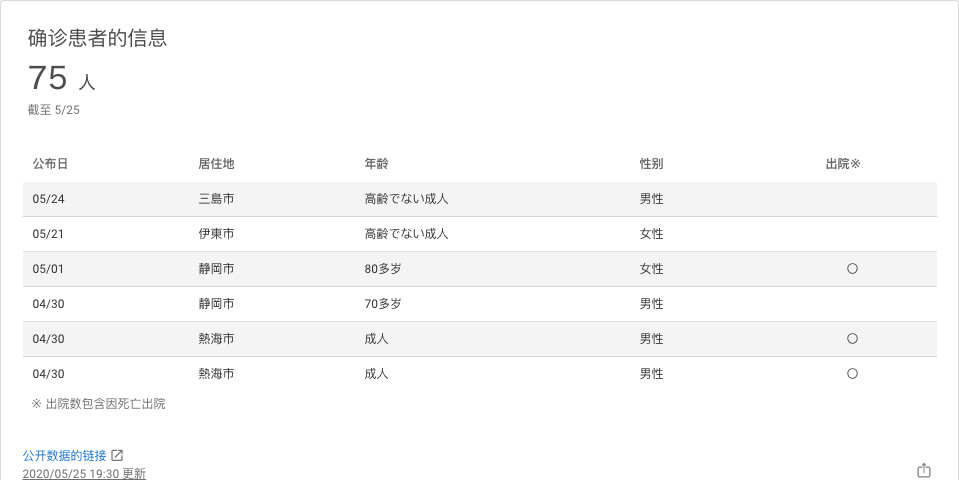 确诊患者的信息
75 人
截至 5/25
公布日 居住地 年龄 性别 出院※
05/24 三島市 高齢でない成人 男性
05/21 伊東市 高齢でない成人 女性
05/01 静岡市 80多岁 女性 〇
04/30 静岡市 70多岁 男性
04/30 熱海市 成人 男性 〇
04/30 熱海市 成人 男性 〇
※ 出院数包含因死亡出院
公开数据的链接
2020/05/25 19:30 更新